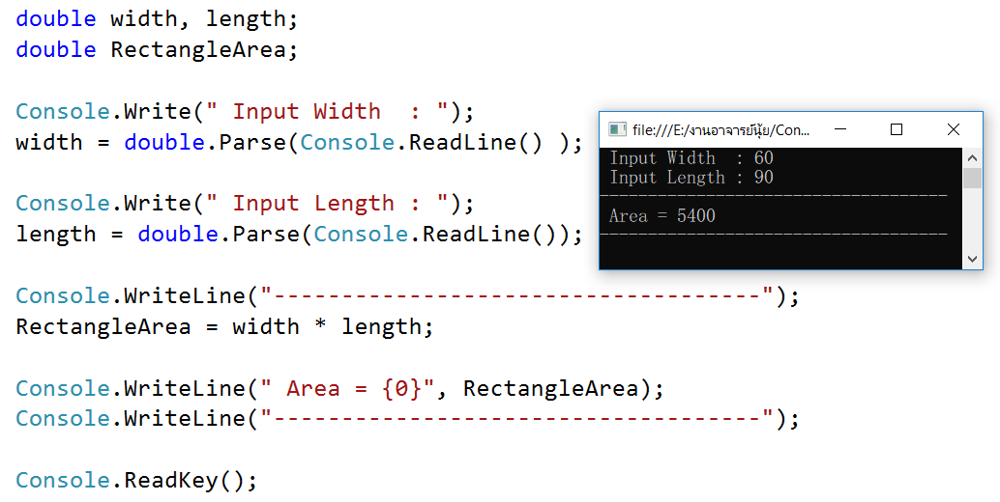 double width, length;
double RectangleArea;
Console.Write(" Input Width  : ");
width = double.Parse(Console.ReadLine() );
Console.Write(" Input Length : ");
length = double.Parse(Console.ReadLine());
Console.WriteLine("------------------------------------");
RectangleArea = width * length;
Console.WriteLine(" Area = {0}", RectangleArea);
Console.WriteLine("------------------------------------");
Console.ReadKey();
file:///E:/งานอาจารย์นุ้ย/Con...
Input Width  : 60
Input Length : 90
------------------------------------
Area = 5400
------------------------------------